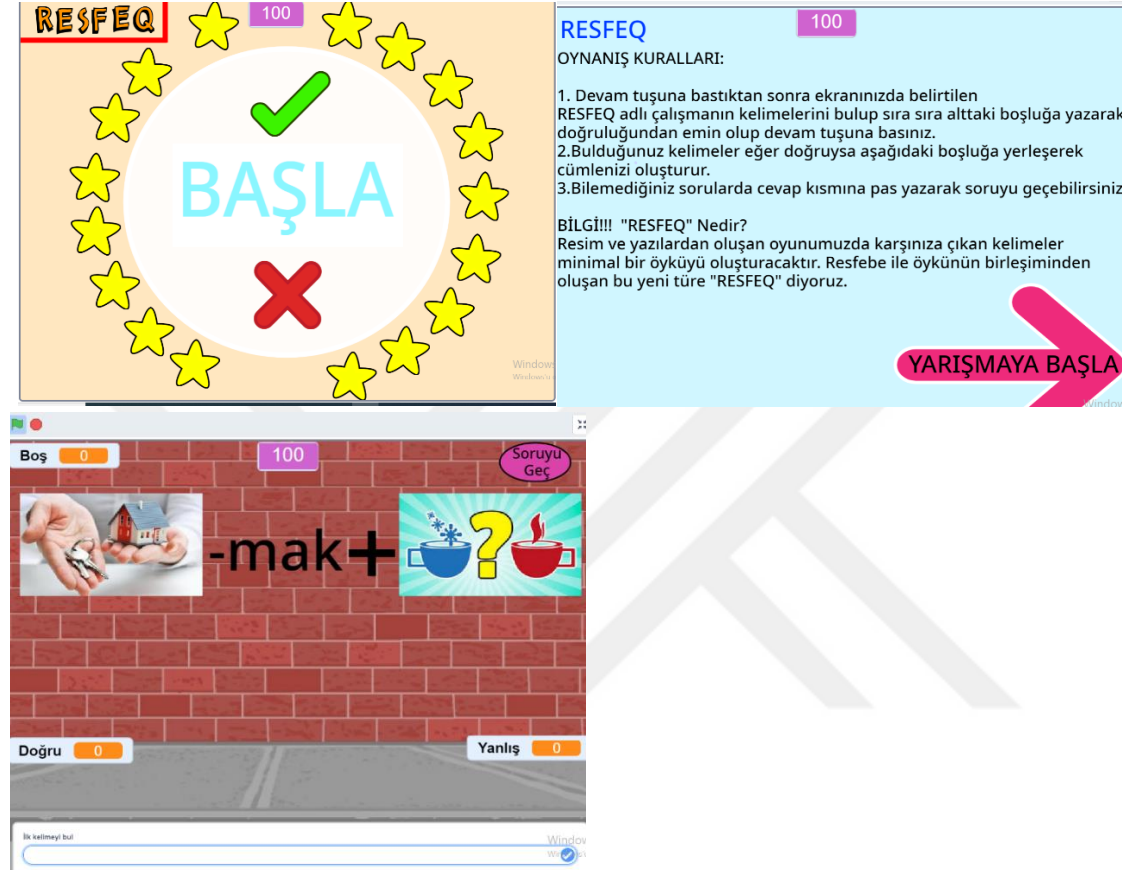 RESFEQ
100
BAŞLA
Windows
RESFEQ
100
OYNANIŞ KURALLARI:
1. Devam tuşuna bastıktan sonra ekranınızda belirtilen
RESFEQ adlı çalışmanın kelimelerini bulup sıra sıra alttaki boşluğa yazarak
doğruluğundan emin olup devam tuşuna basınız.
2.Bulduğunuz kelimeler eğer doğruysa aşağıdaki boşluğa yerleşerek
cümlenizi oluşturur.
3.Bilemediğiniz sorularda cevap kısmına pas yazarak soruyu geçebilirsiniz
BİLGİ!!! "RESFEQ" Nedir?
Resim ve yazılardan oluşan oyunumuzda karşınıza çıkan kelimeler
minimal bir öyküyü oluşturacaktır. Resfebe ile öykünün birleşiminden
oluşan bu yeni türe "RESFEQ" diyoruz.
YARIŞMAYA BAŞLA
Window
Boş 0
100
Soruyu
Geç
-mak+
?
Doğru 0
Yanlış 0
İlk kelimeyi bul
Window